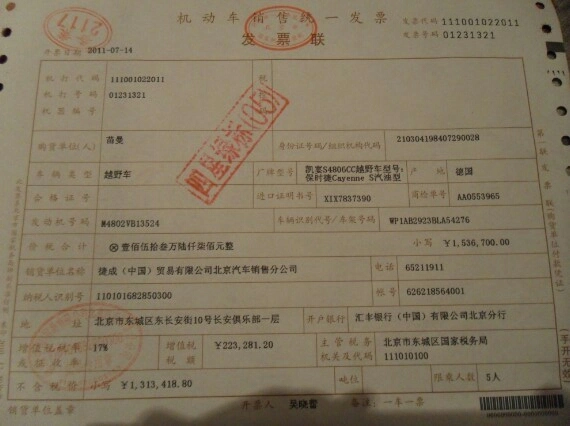 机动车销售统一发票
发票联
发票代码 111001022011
发票号码 01231321
开票日期 2011-07-14
机打代码 111001022011
机打号码 01231321
机器编号
税
购货单位(人) 苗曼 身份证号码/组织机构代码 210304198407290028
车辆类型 越野车 厂牌型号 凯宴S4806CC越野车型号:保时捷Cayenne S汽油型 产地 德国
合格证号 进口证明书号 XIX7837390 商检单号 AA0553965
发动机号码 M4802VB13524 车辆识别代号/车架号码 WP1AB2923BLA54276
价税合计 ⊗壹佰伍拾叁万陆仟柒佰元整 小写 ¥1,536,700.00
销货单位名称 捷成(中国)贸易有限公司北京汽车销售分公司 电话 65211911
纳税人识别号 110101682850300 账号 626218564001
地址 北京市东城区东长安街10号长安俱乐部一层 开户银行 汇丰银行(中国)有限公司北京分行
增值税税率或征收率 17% 增值税税额 ¥223,281.20 主管税务机关及代码 北京市东城区国家税务局 111010100
不含税价 小写 ¥1,313,418.80 吨位 限乘人数 5人
销货单位盖章 开票人 备注:一车一票
2117